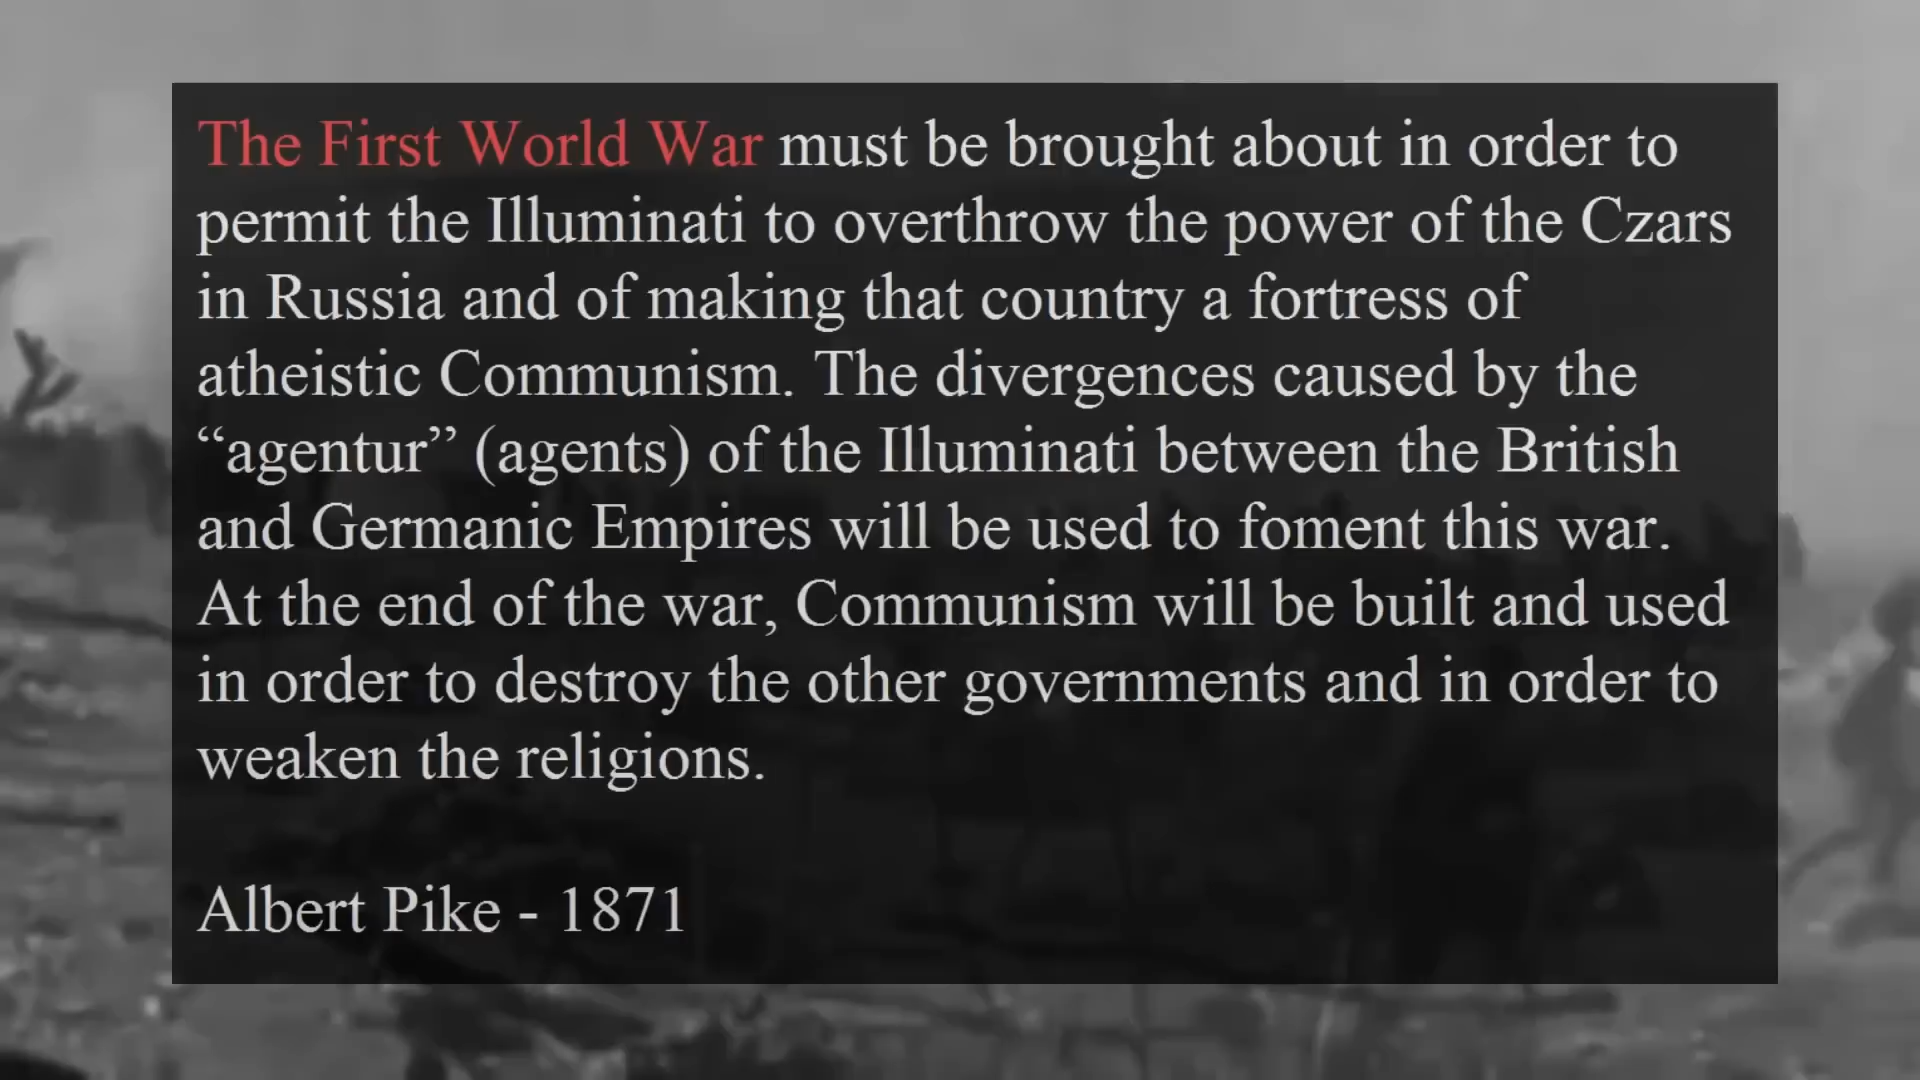 The First World War must be brought about in order to
permit the Illuminati to overthrow the power of the Czars
in Russia and of making that country a fortress of
atheistic Communism. The divergences caused by the
“agentur” (agents) of the Illuminati between the British
and Germanic Empires will be used to foment this war.
At the end of the war, Communism will be built and used
in order to destroy the other governments and in order to
weaken the religions.
Albert Pike - 1871